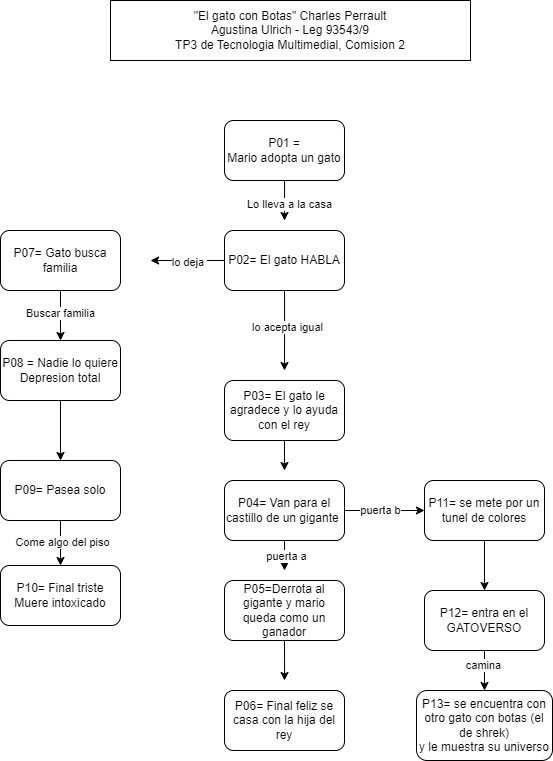 "El gato con Botas" Charles Perrault
Agustina Ulrich - Leg 93543/9
TP3 de Tecnologia Multimedial, Comision 2
P01 =
Mario adopta un gato
Lo lleva a la casa
P02= El gato HABLA
lo deja
P07= Gato busca
familia
Buscar familia
P08 = Nadie lo quiere
Depresion total
P09= Pasea solo
Come algo del piso
P10= Final triste
Muere intoxicado
lo acepta igual
P03= El gato le
agradece y lo ayuda
con el rey
P04= Van para el
castillo de un gigante
puerta a
P05=Derrota al
gigante y mario
queda como un
ganador
P06= Final feliz se
casa con la hija del
rey
puerta b
P11= se mete por un
tunel de colores
P12= entra en el
GATOVERSO
camina
P13= se encuentra con
otro gato con botas (el
de shrek)
y le muestra su universo